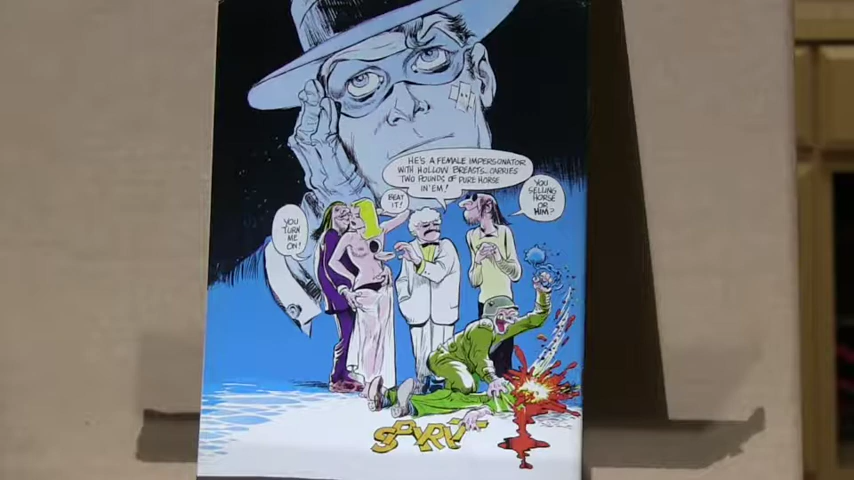 HE'S A FEMALE IMPERSONATOR
WITH HOLLOW BREASTS...CARRIES
TWO POUNDS OF PURE HORSE
IN 'EM!
BEAT
IT!
YOU
SELLING
HORSE
OR
HIM?
YOU
TURN
ME
ON!